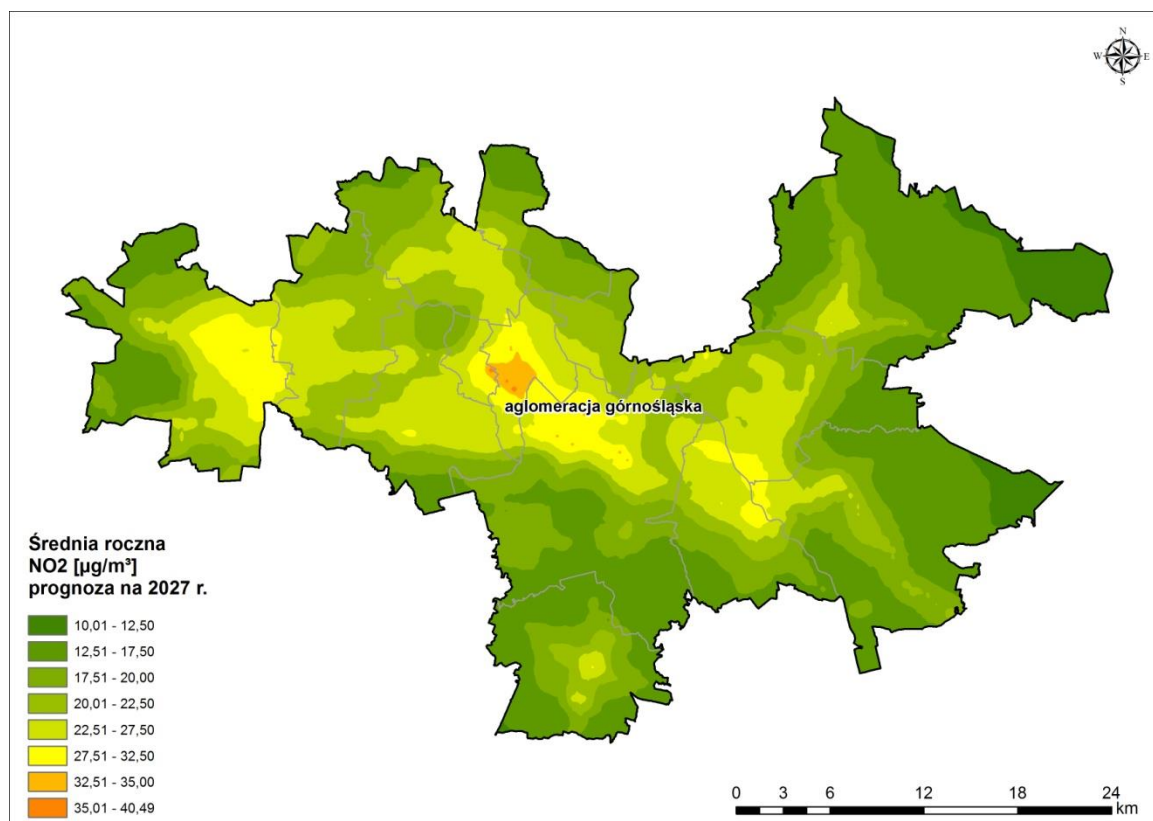 N
W E
S
aglomeracja górnośląska
Średnia roczna
NO2 [µg/m³]
prognoza na 2027 r.
10,01 - 12,50
12,51 - 17,50
17,51 - 20,00
20,01 - 22,50
22,51 - 27,50
27,51 - 32,50
32,51 - 35,00
35,01 - 40,49
0 3 6 12 18 24
km